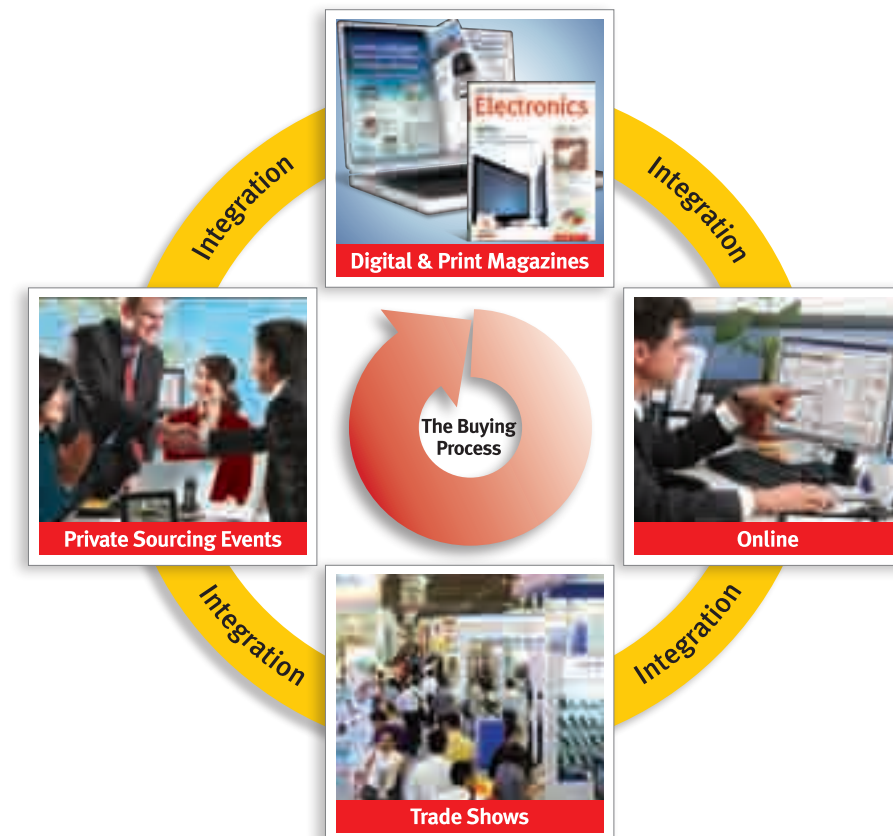 Electronics
Digital & Print Magazines
Integration
Integration
Private Sourcing Events
The Buying
Process
Online
Integration
Integration
Trade Shows